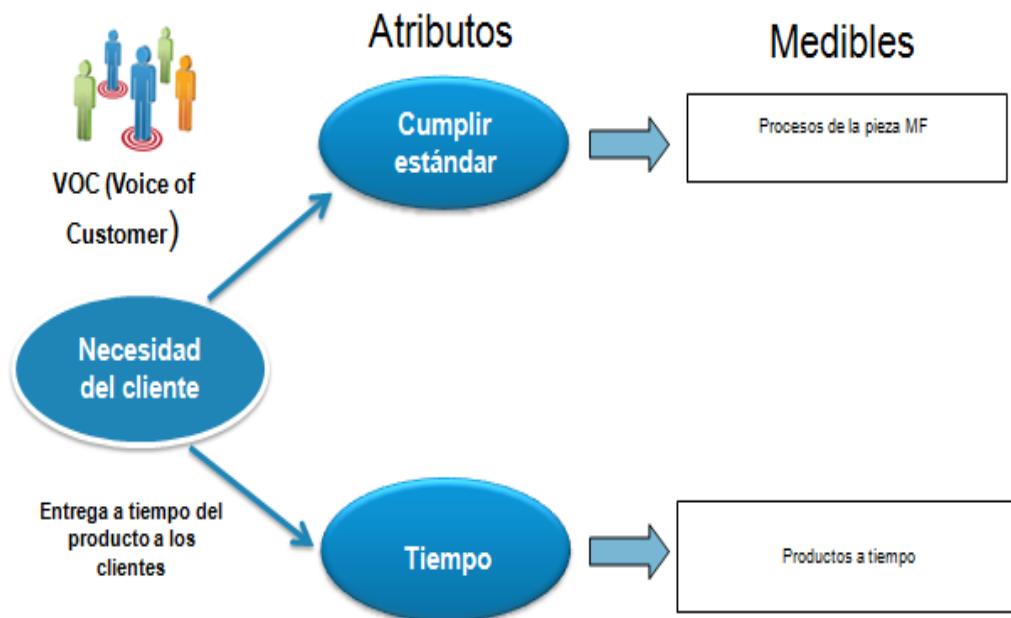 Atributos
Medibles
VOC (Voice of
Customer)
Cumplir
estándar
Procesos de la pieza MF
Necesidad
del cliente
Entrega a tiempo del
producto a los
clientes
Tiempo
Productos a tiempo